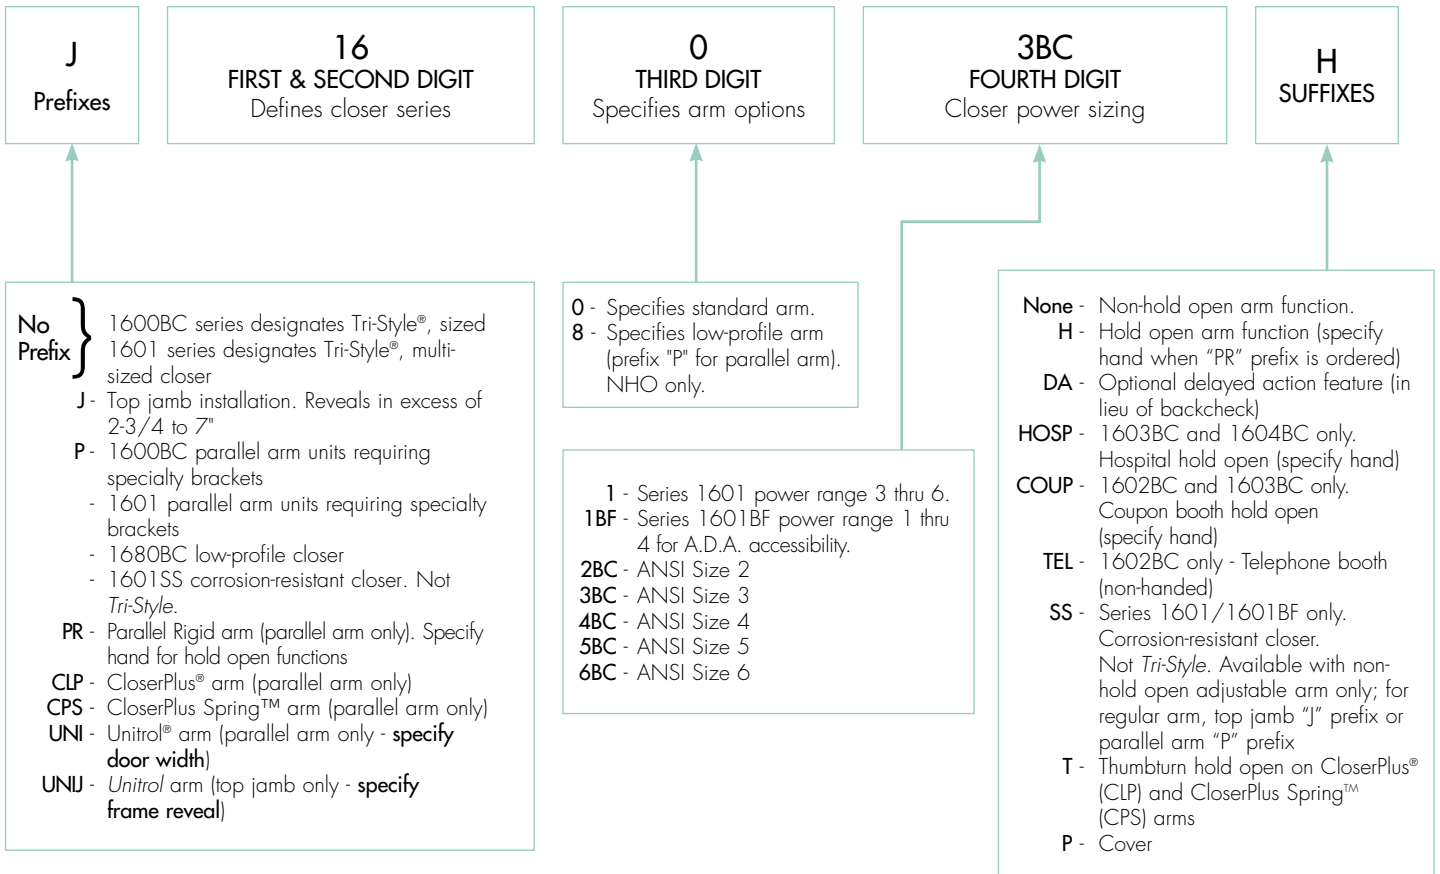 J
Prefixes
16
FIRST & SECOND DIGIT
Defines closer series
0
THIRD DIGIT
Specifies arm options
3BC
FOURTH DIGIT
Closer power sizing
H
SUFFIXES
No
Prefix
}
1600BC series designates Tri-Style®, sized
1601 series designates Tri-Style®, multi-
sized closer
J - Top jamb installation. Reveals in excess of
2-3/4 to 7"
P - 1600BC parallel arm units requiring
specialty brackets
- 1601 parallel arm units requiring specialty
brackets
- 1680BC low-profile closer
- 1601SS corrosion-resistant closer. Not
Tri-Style.
PR - Parallel Rigid arm (parallel arm only). Specify
hand for hold open functions
CLP - CloserPlus® arm (parallel arm only)
CPS - CloserPlus Spring™ arm (parallel arm only)
UNI - Unitrol® arm (parallel arm only - specify
door width)
UNIJ - Unitrol arm (top jamb only - specify
frame reveal)
0 - Specifies standard arm.
8 - Specifies low-profile arm
(prefix "P" for parallel arm).
NHO only.
1 - Series 1601 power range 3 thru 6.
1BF - Series 1601BF power range 1 thru
4 for A.D.A. accessibility.
2BC - ANSI Size 2
3BC - ANSI Size 3
4BC - ANSI Size 4
5BC - ANSI Size 5
6BC - ANSI Size 6
None - Non-hold open arm function.
H - Hold open arm function (specify
hand when “PR” prefix is ordered)
DA - Optional delayed action feature (in
lieu of backcheck)
HOSP - 1603BC and 1604BC only.
Hospital hold open (specify hand)
COUP - 1602BC and 1603BC only.
Coupon booth hold open
(specify hand)
TEL - 1602BC only - Telephone booth
(non-handed)
SS - Series 1601/1601BF only.
Corrosion-resistant closer.
Not Tri-Style. Available with non-
hold open adjustable arm only; for
regular arm, top jamb “J” prefix or
parallel arm “P” prefix
T - Thumbturn hold open on CloserPlus®
(CLP) and CloserPlus Spring™
(CPS) arms
P - Cover